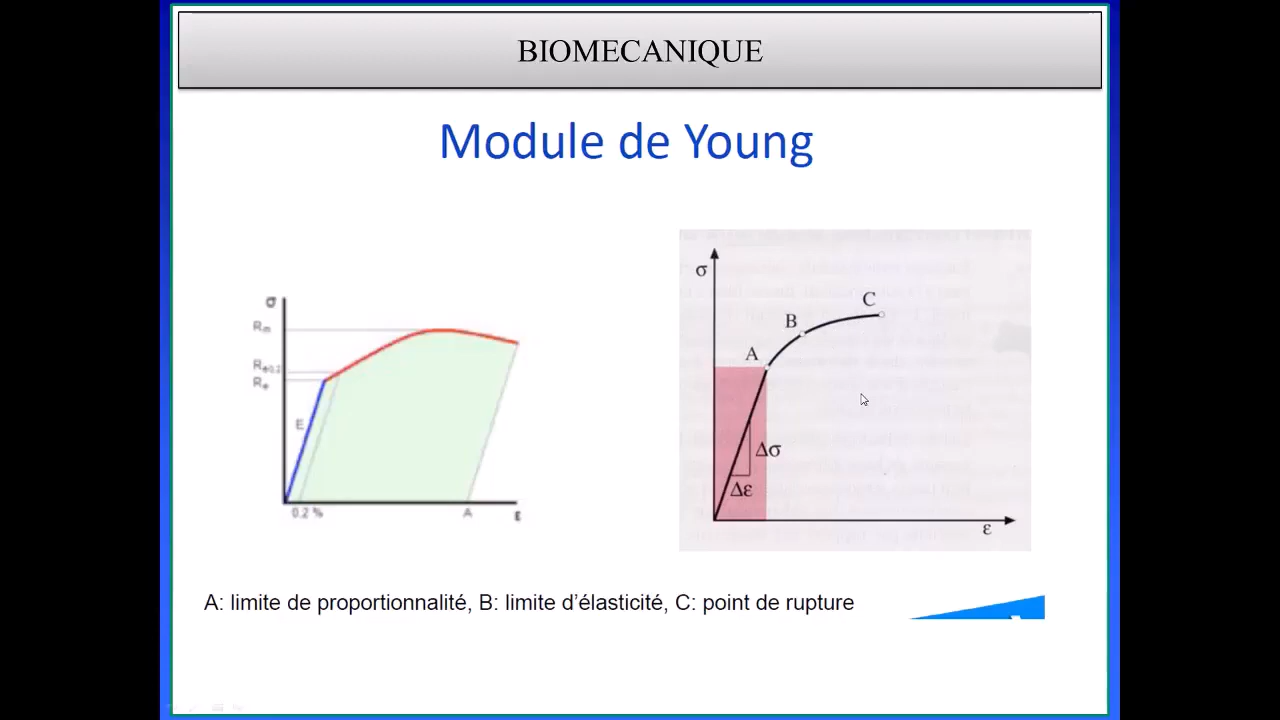 BIOMECANIQUE
Module de Young
σ
Rm
Re0.2
Re
E
0.2 %
A
ε
σ
C
B
A
Δσ
Δε
ε
A: limite de proportionnalité, B: limite d’élasticité, C: point de rupture